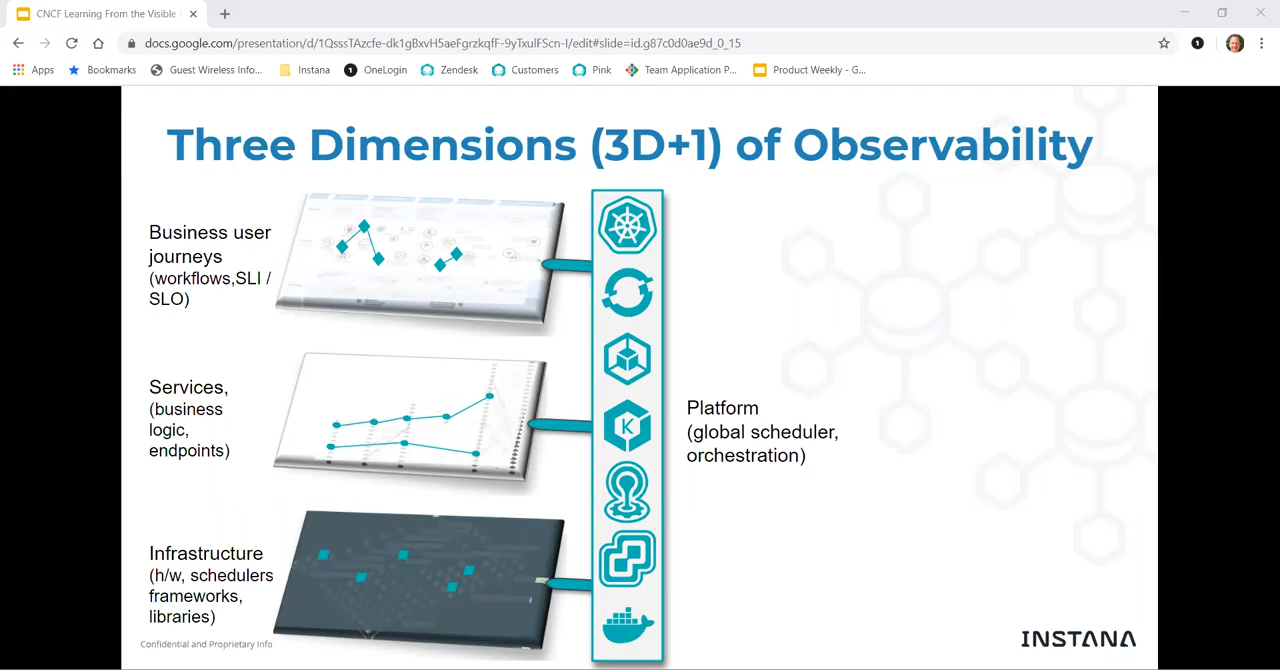 CNCF Learning From the Visible
docs.google.com/presentation/d/1QsssTAzcfe-dk1gBxvH5aeFgrzkqfF-9yTxulFScn-I/edit#slide=id.g87c0d0ae9d_0_15
Apps Bookmarks Guest Wireless Info... Instana OneLogin Zendesk Customers Pink Team Application P... Product Weekly - G...
Three Dimensions (3D+1) of Observability
Business user
journeys
(workflows,SLI /
SLO)
Services,
(business
logic,
endpoints)
Infrastructure
(h/w, schedulers
frameworks,
libraries)
K
Platform
(global scheduler,
orchestration)
Confidential and Proprietary Info
INSTANA